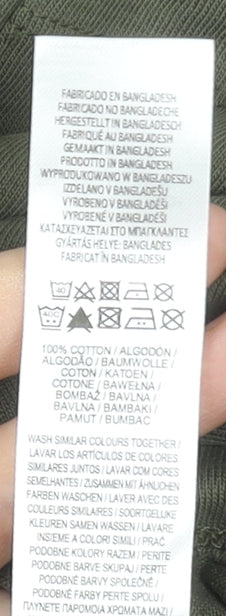 FABRICADO EN BANGLADESH
FABRICADO NO BANGLADECHE
HERGESTELLT IN BANGLADESCH
FABRIQUÉ AU BANGLADESH
GEMAAKT IN BANGLADESH
PRODOTTO IN BANGLADESH
WYPRODUKOWANO W BANGLADESZU
IZDELANO V BANGLADEŠU
VYROBENO V BANGLADÉŠI
VYROBENÉ V BANGLADÉŠI
ΚΑΤΑΣΚΕΥΑΖΕΤΑΙ ΣΤΟ ΜΠΑΓΚΛΑΝΤΕΣ
GYÁRTÁS HELYE: BANGLADES
FABRICAT ÎN BANGLADESH
40
40C
100% COTTON / ALGODÓN /
ALGODÃO / BAUMWOLLE /
COTON / KATOEN /
COTONE / BAWEŁNA /
BOMBAŽ / BAVLNA /
BAVLNA / ΒΑΜΒΑΚΙ /
PAMUT / BUMBAC
WASH SIMILAR COLOURS TOGETHER /
LAVAR LOS ARTÍCULOS DE COLORES
SIMILARES JUNTOS / LAVAR COM CORES
SEMELHANTES / ZUSAMMEN MIT ÄHNLICHEN
FARBEN WASCHEN / LAVER AVEC DES
COULEURS SIMILAIRES / SOORTGELIJKE
KLEUREN SAMEN WASSEN / LAVARE
INSIEME A COLORI SIMILI / PRAĆ
PODOBNE KOLORY RAZEM / PERITE
PODOBNE BARVE SKUPAJ / PERTE
PODOBNÉ BARVY SPOLEČNĚ /
PODOBNÉ FARBY PERTE SPOLU /
ΠΛΥΝΕΤΕ ΠΑΡΟΜΟΙΑ ΧΡΩΜΑΤΑ ΜΑΖΙ /